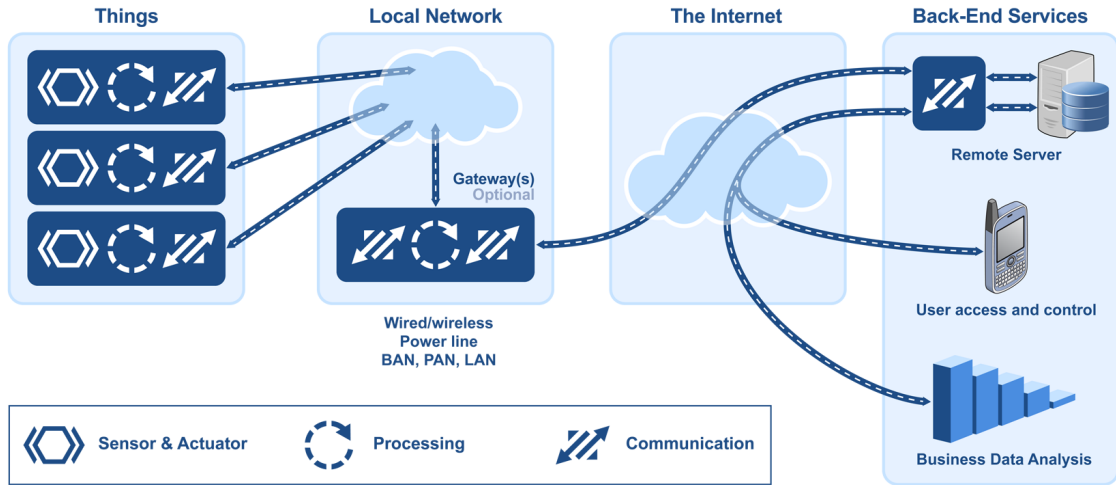 Things
Local Network
The Internet
Back-End Services
Gateway(s)
Optional
Wired/wireless
Power line
BAN, PAN, LAN
Remote Server
User access and control
Business Data Analysis
Sensor & Actuator
Processing
Communication